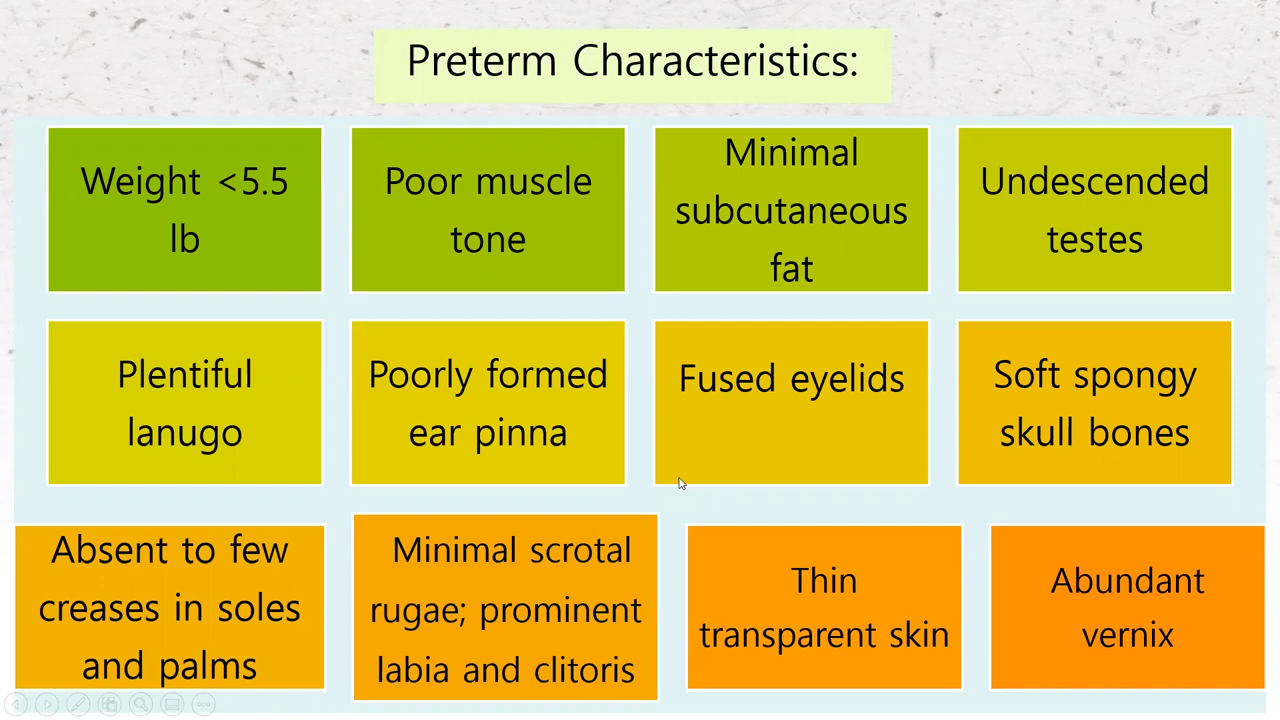 Preterm Characteristics:
Weight <5.5
lb
Poor muscle
tone
Minimal
subcutaneous
fat
Undescended
testes
Plentiful
lanugo
Poorly formed
ear pinna
Fused eyelids
Soft spongy
skull bones
Absent to few
creases in soles
and palms
Minimal scrotal
rugae; prominent
labia and clitoris
Thin
transparent skin
Abundant
vernix